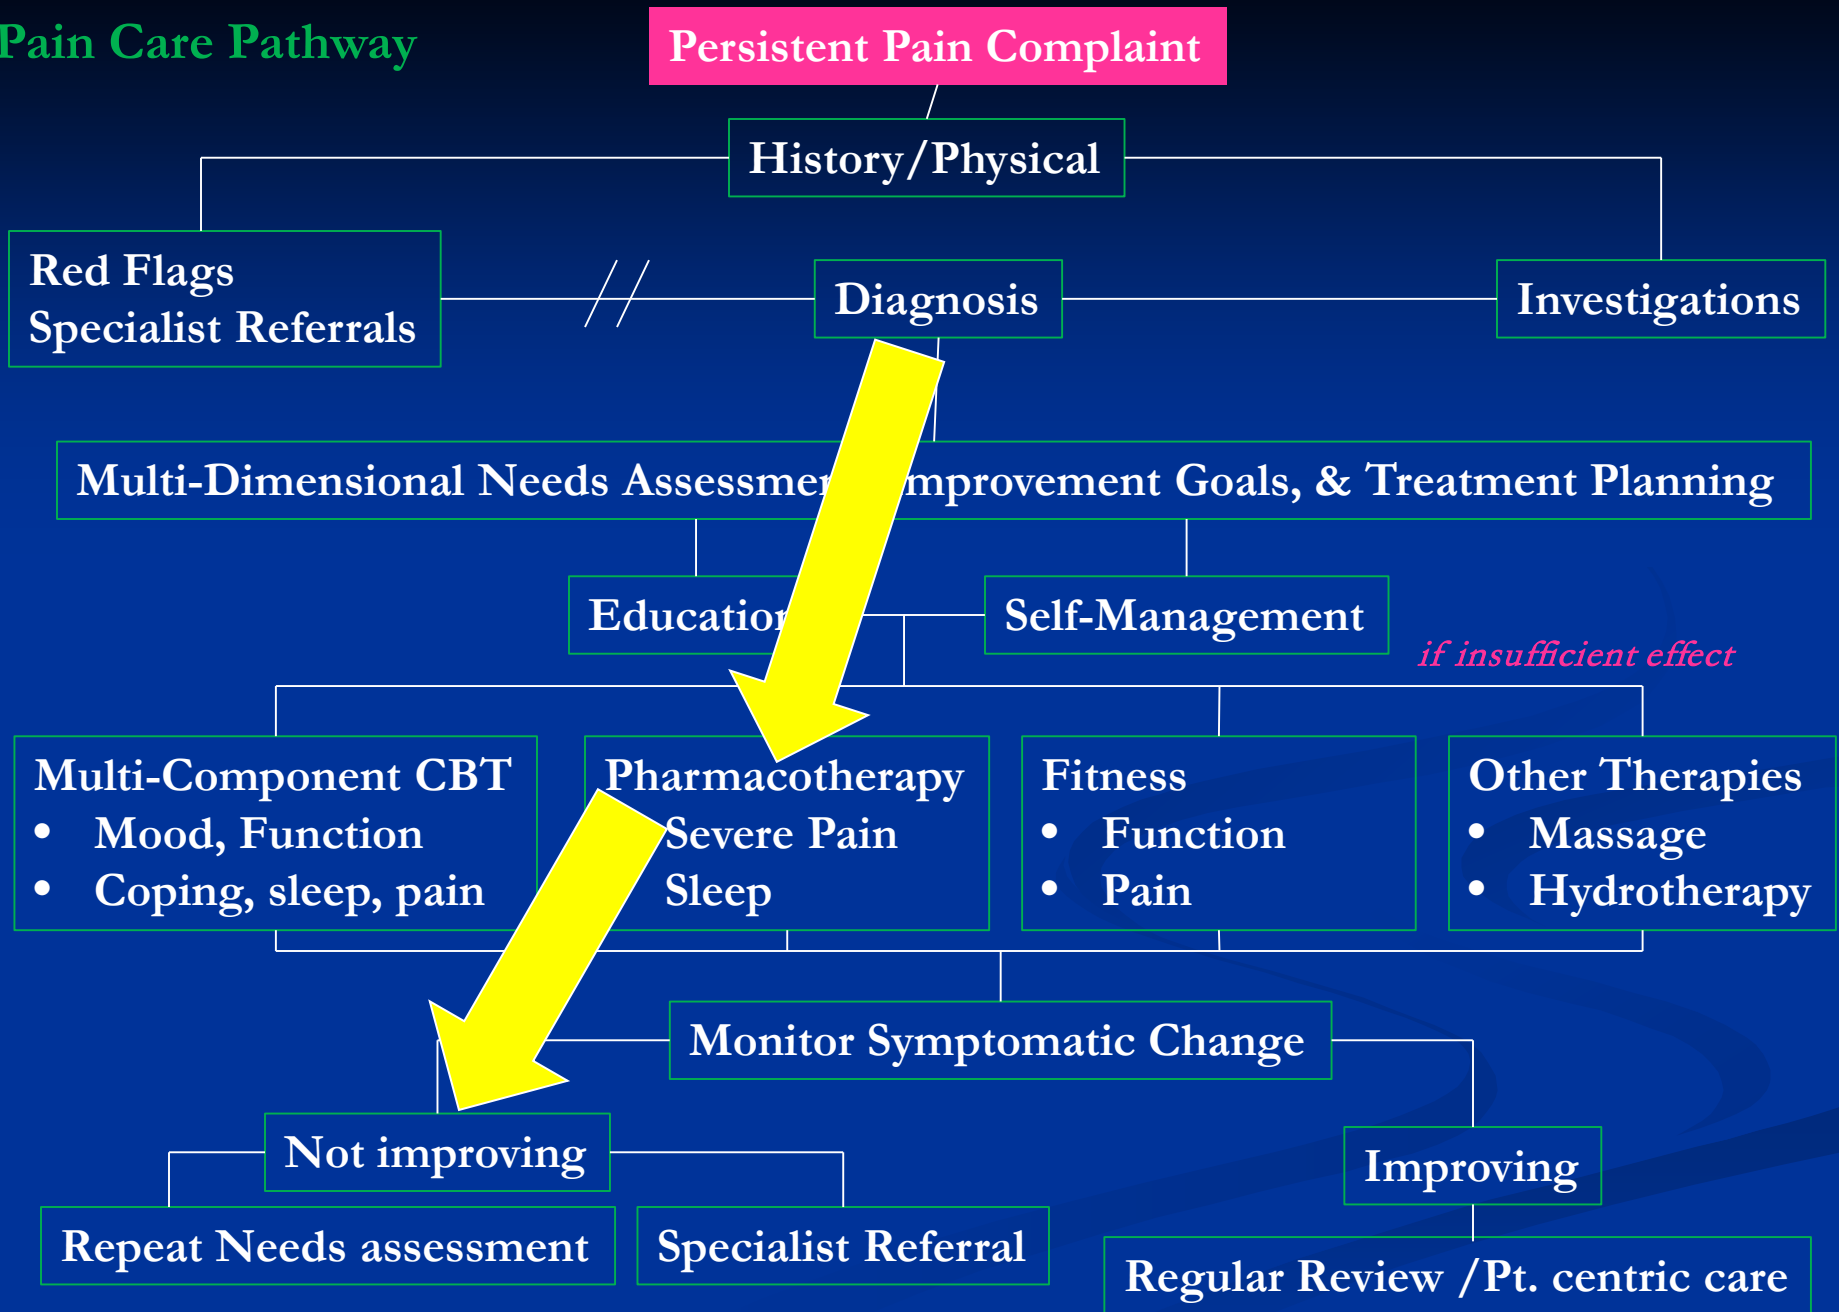 Pain Care Pathway
Persistent Pain Complaint
History/Physical
Red Flags
Specialist Referrals
Diagnosis
Investigations
Multi-Dimensional Needs Assessmen mprovement Goals, & Treatment Planning
Education
Self-Management
if insufficient effect
Multi-Component CBT
• Mood, Function
• Coping, sleep, pain
Pharmacotherapy
Severe Pain
Sleep
Fitness
• Function
• Pain
Other Therapies
• Massage
• Hydrotherapy
Monitor Symptomatic Change
Not improving
Improving
Repeat Needs assessment
Specialist Referral
Regular Review /Pt. centric care